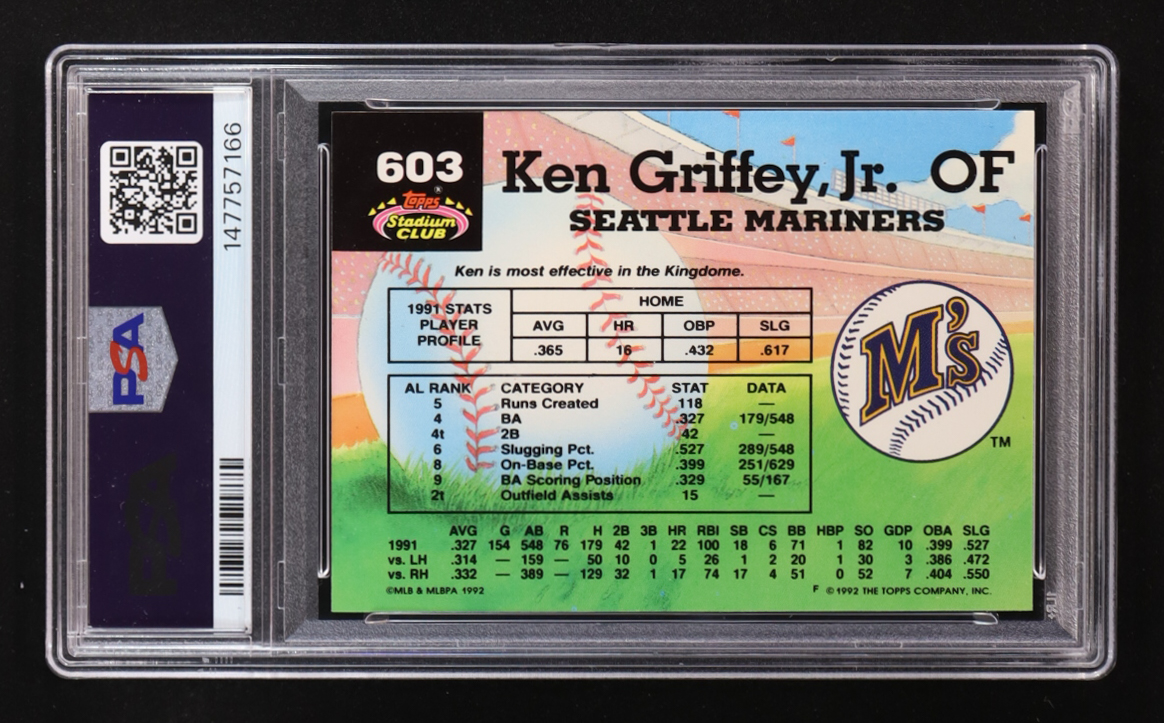 147757166
PSA
PSA
603
Topps®
Stadium
CLUB
Ken Griffey, Jr. OF
SEATTLE MARINERS
Ken is most effective in the Kingdome.
1991 STATS
PLAYER
PROFILE
HOME
AVG HR OBP SLG
.365 16 .432 .617
AL RANK CATEGORY STAT DATA
5 Runs Created 118 —
4 BA .327 179/548
4t 2B 42 —
6 Slugging Pct. .527 289/548
8 On-Base Pct. .399 251/629
9 BA Scoring Position .329 55/167
2t Outfield Assists 15 —
M's
TM
AVG G AB R H 2B 3B HR RBI SB CS BB HBP SO GDP OBA SLG
1991 .327 154 548 76 179 42 1 22 100 18 6 71 1 82 10 .399 .527
vs. LH .314 — 159 — 50 10 0 5 26 1 2 20 1 30 3 .386 .472
vs. RH .332 — 389 — 129 32 1 17 74 17 4 51 0 52 7 .404 .550
©MLB & MLBPA 1992
F © 1992 THE TOPPS COMPANY, INC.